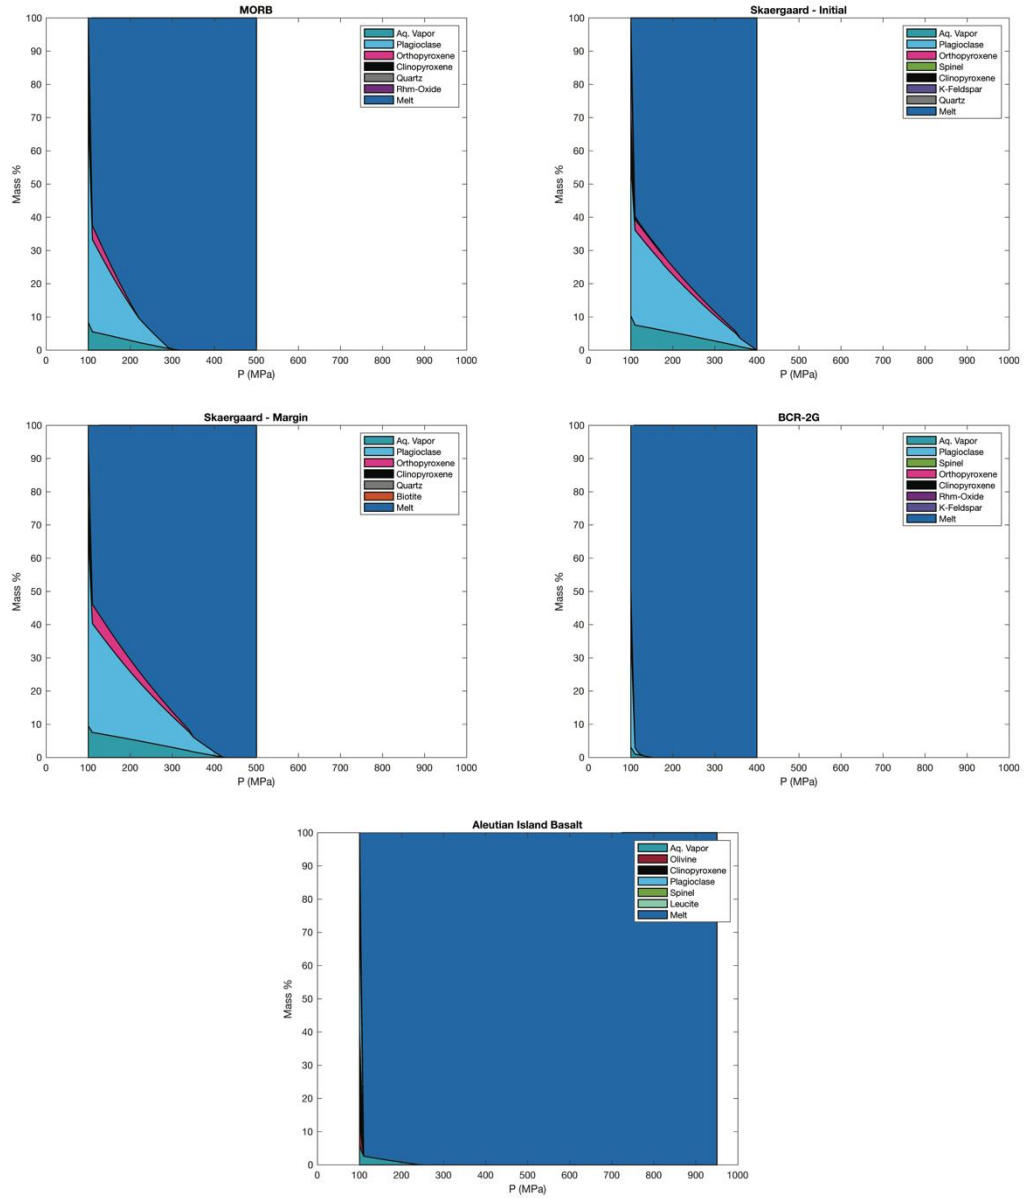 MORB
100
90
80
70
60
50
40
30
20
10
0
Mass %
0 100 200 300 400 500 600 700 800 900 1000
P (MPa)
Aq. Vapor
Plagioclase
Orthopyroxene
Clinopyroxene
Quartz
Rhm-Oxide
Melt
Skaergaard - Initial
100
90
80
70
60
50
40
30
20
10
0
Mass %
0 100 200 300 400 500 600 700 800 900 1000
P (MPa)
Aq. Vapor
Plagioclase
Orthopyroxene
Spinel
Clinopyroxene
K-Feldspar
Quartz
Melt
Skaergaard - Margin
100
90
80
70
60
50
40
30
20
10
0
Mass %
0 100 200 300 400 500 600 700 800 900 1000
P (MPa)
Aq. Vapor
Plagioclase
Orthopyroxene
Clinopyroxene
Quartz
Biotite
Melt
BCR-2G
100
90
80
70
60
50
40
30
20
10
0
Mass %
0 100 200 300 400 500 600 700 800 900 1000
P (MPa)
Aq. Vapor
Plagioclase
Spinel
Orthopyroxene
Clinopyroxene
Rhm-Oxide
K-Feldspar
Melt
Aleutian Island Basalt
100
90
80
70
60
50
40
30
20
10
0
Mass %
0 100 200 300 400 500 600 700 800 900 1000
P (MPa)
Aq. Vapor
Olivine
Clinopyroxene
Plagioclase
Spinel
Leucite
Melt